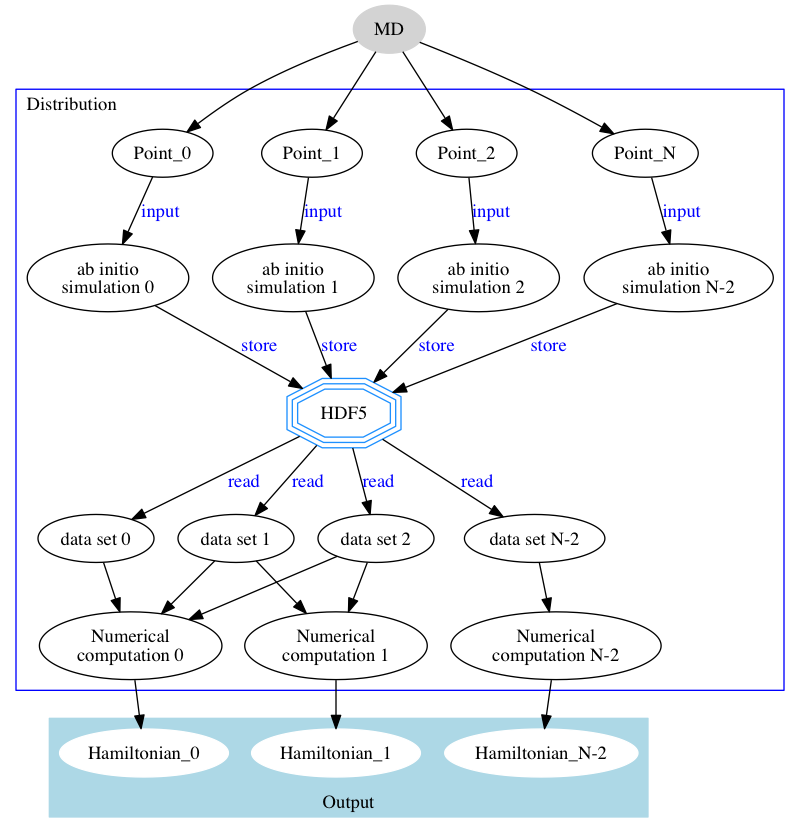 MD
Distribution
Point_0
Point_1
Point_2
Point_N
input
input
input
input
ab initio
simulation 0
ab initio
simulation 1
ab initio
simulation 2
ab initio
simulation N-2
store
store
store
store
HDF5
read
read
read
read
data set 0
data set 1
data set 2
data set N-2
Numerical
computation 0
Numerical
computation 1
Numerical
computation N-2
Hamiltonian_0
Hamiltonian_1
Hamiltonian_N-2
Output